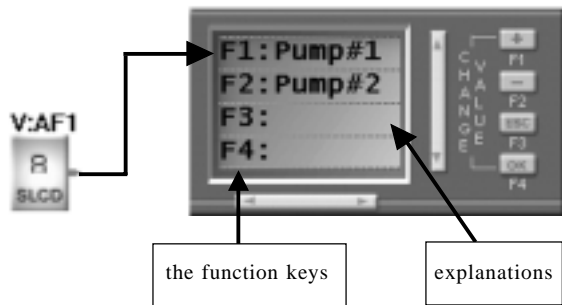 F1:Pump#1
F2:Pump#2
F3:
F4:
V:AF1
SLCD
CHANGE
VALUE
+
F1
−
F2
ESC
F3
OK
F4
the function keys
explanations